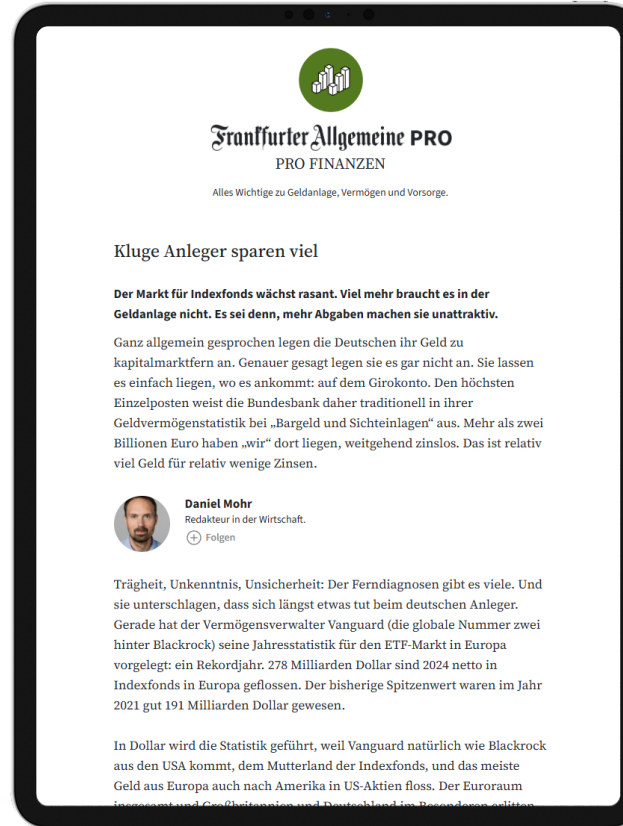 Frankfurter Allgemeine PRO
PRO FINANZEN
Alles Wichtige zu Geldanlage, Vermögen und Vorsorge.
Kluge Anleger sparen viel
Der Markt für Indexfonds wächst rasant. Viel mehr braucht es in der
Geldanlage nicht. Es sei denn, mehr Abgaben machen sie unattraktiv.
Ganz allgemein gesprochen legen die Deutschen ihr Geld zu
kapitalmarktfern an. Genauer gesagt legen sie es gar nicht an. Sie lassen
es einfach liegen, wo es ankommt: auf dem Girokonto. Den höchsten
Einzelposten weist die Bundesbank daher traditionell in ihrer
Geldvermögenstatistik bei „Bargeld und Sichteinlagen“ aus. Mehr als zwei
Billionen Euro haben „wir“ dort liegen, weitgehend zinslos. Das ist relativ
viel Geld für relativ wenige Zinsen.
Daniel Mohr
Redakteur in der Wirtschaft.
Folgen
Trägheit, Unkenntnis, Unsicherheit: Der Ferndiagnosen gibt es viele. Und
sie unterschlagen, dass sich längst etwas tut beim deutschen Anleger.
Gerade hat der Vermögensverwalter Vanguard (die globale Nummer zwei
hinter Blackrock) seine Jahresstatistik für den ETF-Markt in Europa
vorgelegt: ein Rekordjahr. 278 Milliarden Dollar sind 2024 netto in
Indexfonds in Europa geflossen. Der bisherige Spitzenwert waren im Jahr
2021 gut 191 Milliarden Dollar gewesen.
In Dollar wird die Statistik geführt, weil Vanguard natürlich wie Blackrock
aus den USA kommt, dem Mutterland der Indexfonds, und das meiste
Geld aus Europa auch nach Amerika in US-Aktien floss. Der Euroraum
insgesamt und Großbritannien und Deutschland im Besonderen erlitten